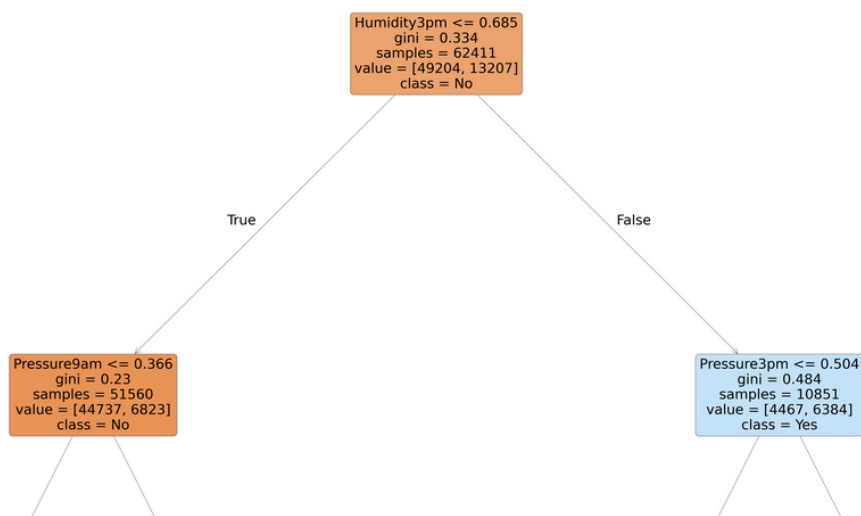 Humidity3pm <= 0.685
gini = 0.334
samples = 62411
value = [49204, 13207]
class = No
True
False
Pressure9am <= 0.366
gini = 0.23
samples = 51560
value = [44737, 6823]
class = No
Pressure3pm <= 0.504
gini = 0.484
samples = 10851
value = [4467, 6384]
class = Yes